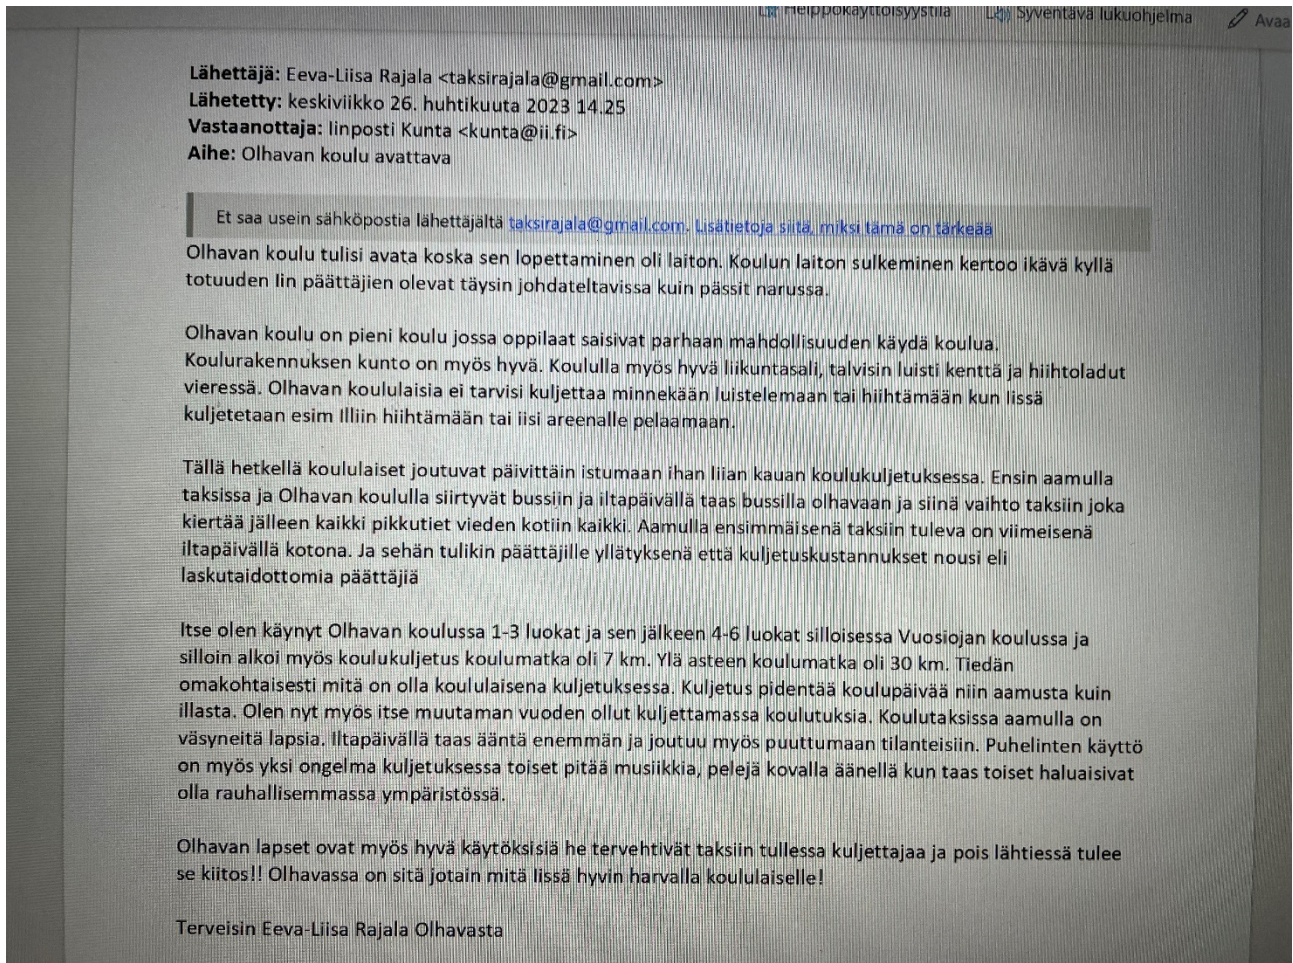 Helppokäyttöisyystila Syventävä lukuohjelma Avaa
Lähettäjä: Eeva-Liisa Rajala <taksirajala@gmail.com>
Lähetetty: keskiviikko 26. huhtikuuta 2023 14.25
Vastaanottaja: Iinposti Kunta <kunta@ii.fi>
Aihe: Olhavan koulu avattava
Et saa usein sähköpostia lähettäjältä taksirajala@gmail.com. Lisätietoja siitä, miksi tämä on tärkeää
Olhavan koulu tulisi avata koska sen lopettaminen oli laiton. Koulun laiton sulkeminen kertoo ikävä kyllä
totuuden Iin päättäjien olevat täysin johdateltavissa kuin pässit narussa.
Olhavan koulu on pieni koulu jossa oppilaat saisivat parhaan mahdollisuuden käydä koulua.
Koulurakennuksen kunto on myös hyvä. Koululla myös hyvä liikuntasali, talvisin luisti kenttä ja hiihtoladut
vieressä. Olhavan koululaisia ei tarvisi kuljettaa minnekään luistelemaan tai hiihtämään kun Iissä
kuljetetaan esim Illiin hiihtämään tai iisi areenalle pelaamaan.
Tällä hetkellä koululaiset joutuvat päivittäin istumaan ihan liian kauan koulukuljetuksessa. Ensin aamulla
taksissa ja Olhavan koululla siirtyvät bussiin ja iltapäivällä taas bussilla olhavaan ja siinä vaihto taksiin joka
kiertää jälleen kaikki pikkutiet vieden kotiin kaikki. Aamulla ensimmäisenä taksiin tuleva on viimeisenä
iltapäivällä kotona. Ja sehän tulikin päättäjille yllätyksenä että kuljetuskustannukset nousi eli
laskutaidottomia päättäjiä
Itse olen käynyt Olhavan koulussa 1-3 luokat ja sen jälkeen 4-6 luokat silloisessa Vuosiojan koulussa ja
silloin alkoi myös koulukuljetus koulumatka oli 7 km. Ylä asteen koulumatka oli 30 km. Tiedän
omakohtaisesti mitä on olla koululaisena kuljetuksessa. Kuljetus pidentää koulupäivää niin aamusta kuin
illasta. Olen nyt myös itse muutaman vuoden ollut kuljettamassa koulutuksia. Koulutaksissa aamulla on
väsyneitä lapsia. Iltapäivällä taas ääntä enemmän ja joutuu myös puuttumaan tilanteisiin. Puhelinten käyttö
on myös yksi ongelma kuljetuksessa toiset pitää musiikkia, pelejä kovalla äänellä kun taas toiset haluaisivat
olla rauhallisemmassa ympäristössä.
Olhavan lapset ovat myös hyvä käytöksisiä he tervehtivät taksiin tullessa kuljettajaa ja pois lähtiessä tulee
se kiitos!! Olhavassa on sitä jotain mitä Iissä hyvin harvalla koululaiselle!
Terveisin Eeva-Liisa Rajala Olhavasta